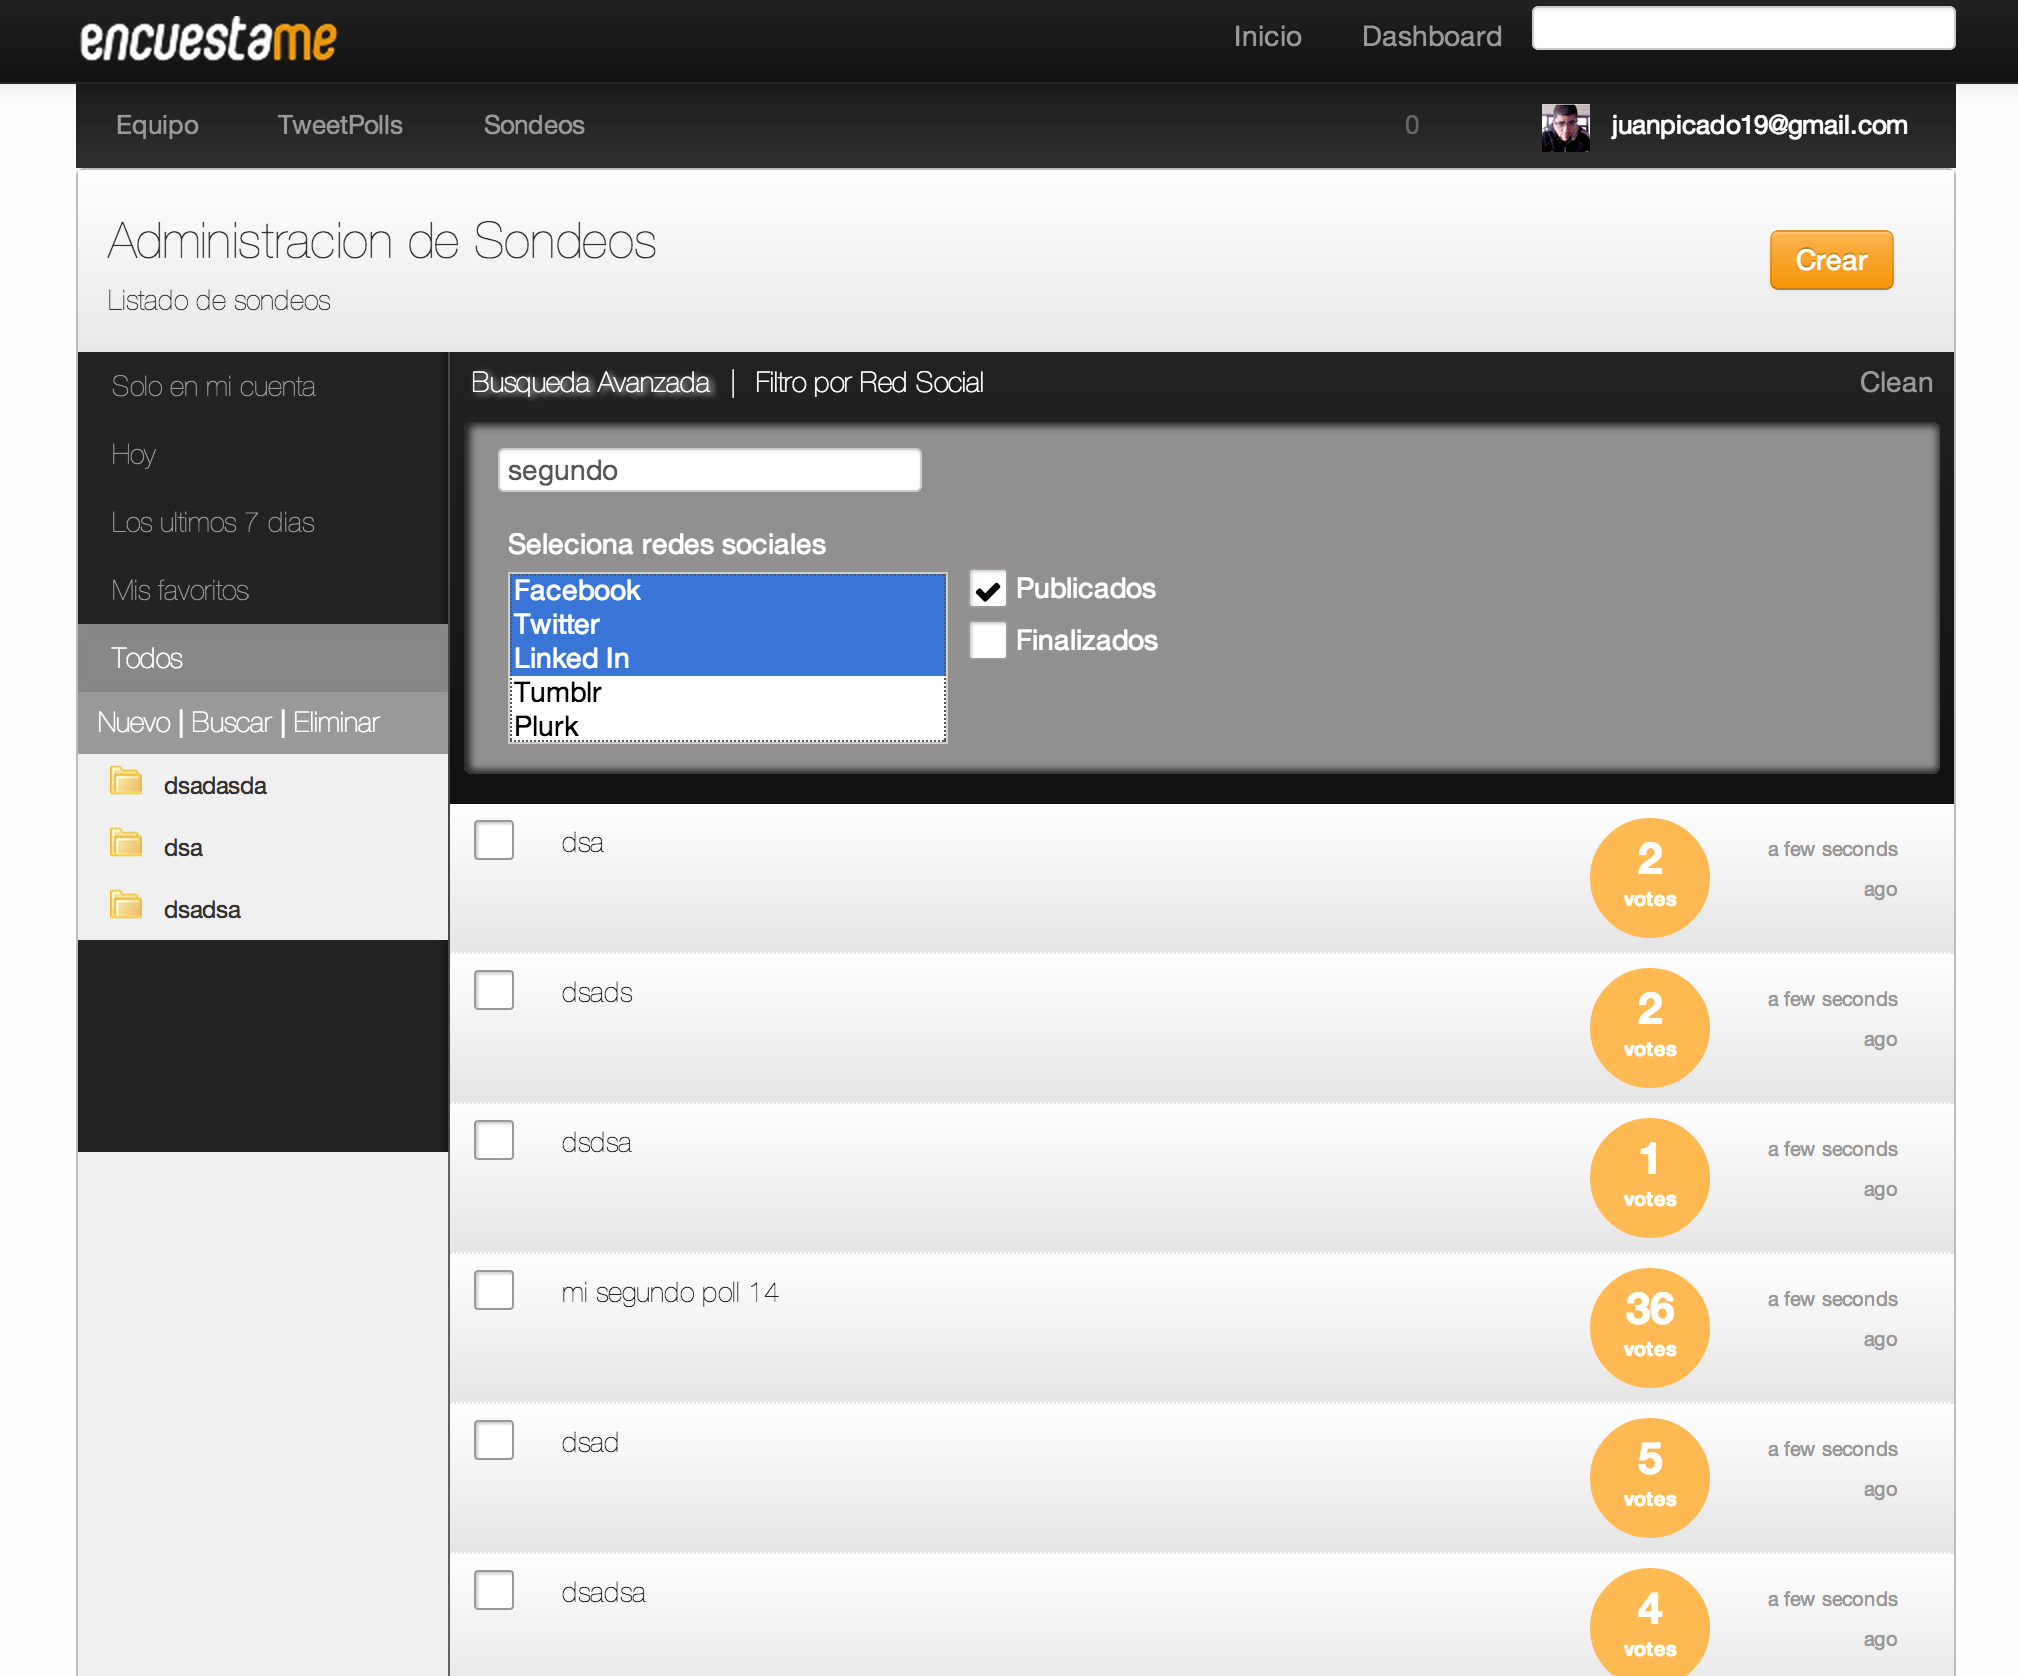 encuestame
Inicio Dashboard
Equipo TweetPolls Sondeos 0 juanpicado19@gmail.com
Administracion de Sondeos
Crear
Listado de sondeos
Solo en mi cuenta
Hoy
Los ultimos 7 dias
Mis favoritos
Todos
Nuevo | Buscar | Eliminar
dsadasda
dsa
dsadsa
Busqueda Avanzada | Filtro por Red Social Clean
segundo
Seleciona redes sociales
Facebook
Twitter
Linked In
Tumblr
Plurk
Publicados
Finalizados
dsa
2
votes
a few seconds
ago
dsads
2
votes
a few seconds
ago
dsdsa
1
votes
a few seconds
ago
mi segundo poll 14
36
votes
a few seconds
ago
dsad
5
votes
a few seconds
ago
dsadsa
4
votes
a few seconds
ago